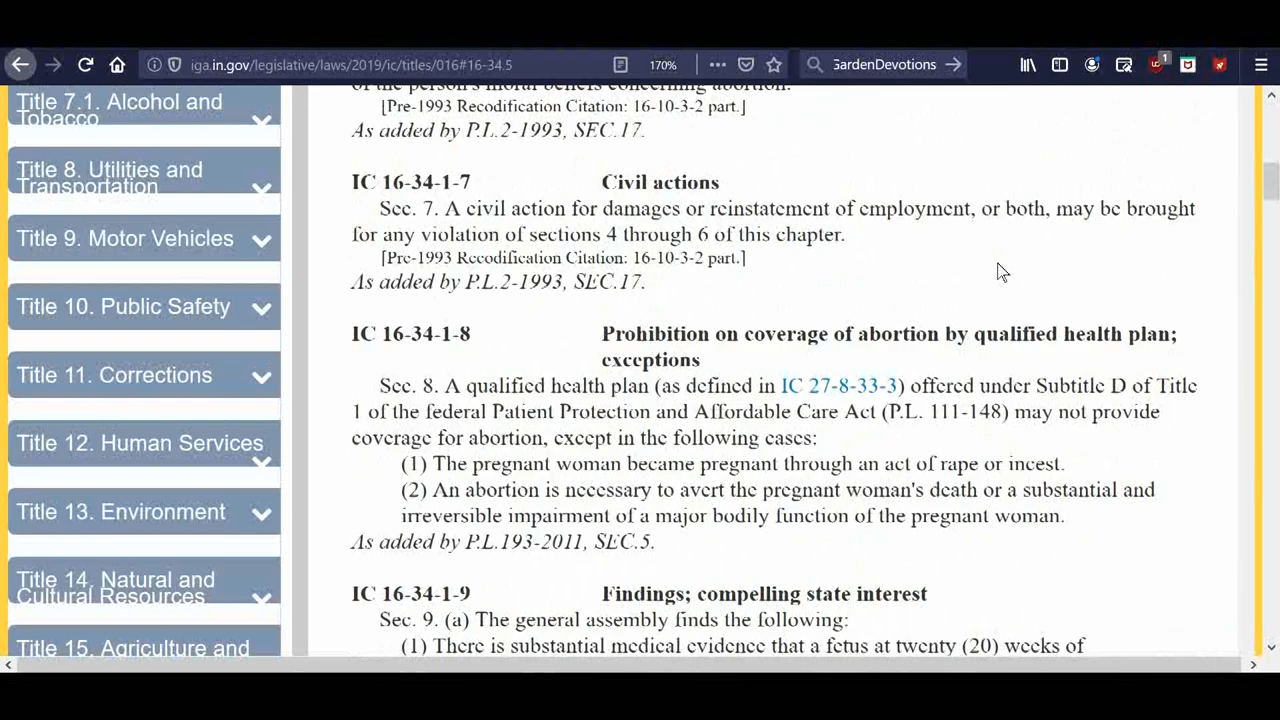 iga.in.gov/legislative/laws/2019/ic/titles/016#16-34.5
170%
GardenDevotions
1
Title 7.1. Alcohol and
Tobacco
Title 8. Utilities and
Transportation
Title 9. Motor Vehicles
Title 10. Public Safety
Title 11. Corrections
Title 12. Human Services
Title 13. Environment
Title 14. Natural and
Cultural Resources
Title 15. Agriculture and
of the person's moral beliefs concerning abortion.
[Pre-1993 Recodification Citation: 16-10-3-2 part.]
As added by P.L.2-1993, SEC.17.
IC 16-34-1-7 Civil actions
Sec. 7. A civil action for damages or reinstatement of employment, or both, may be brought
for any violation of sections 4 through 6 of this chapter.
[Pre-1993 Recodification Citation: 16-10-3-2 part.]
As added by P.L.2-1993, SEC.17.
IC 16-34-1-8 Prohibition on coverage of abortion by qualified health plan;
exceptions
Sec. 8. A qualified health plan (as defined in IC 27-8-33-3) offered under Subtitle D of Title
1 of the federal Patient Protection and Affordable Care Act (P.L. 111-148) may not provide
coverage for abortion, except in the following cases:
(1) The pregnant woman became pregnant through an act of rape or incest.
(2) An abortion is necessary to avert the pregnant woman's death or a substantial and
irreversible impairment of a major bodily function of the pregnant woman.
As added by P.L.193-2011, SEC.5.
IC 16-34-1-9 Findings; compelling state interest
Sec. 9. (a) The general assembly finds the following:
(1) There is substantial medical evidence that a fetus at twenty (20) weeks of